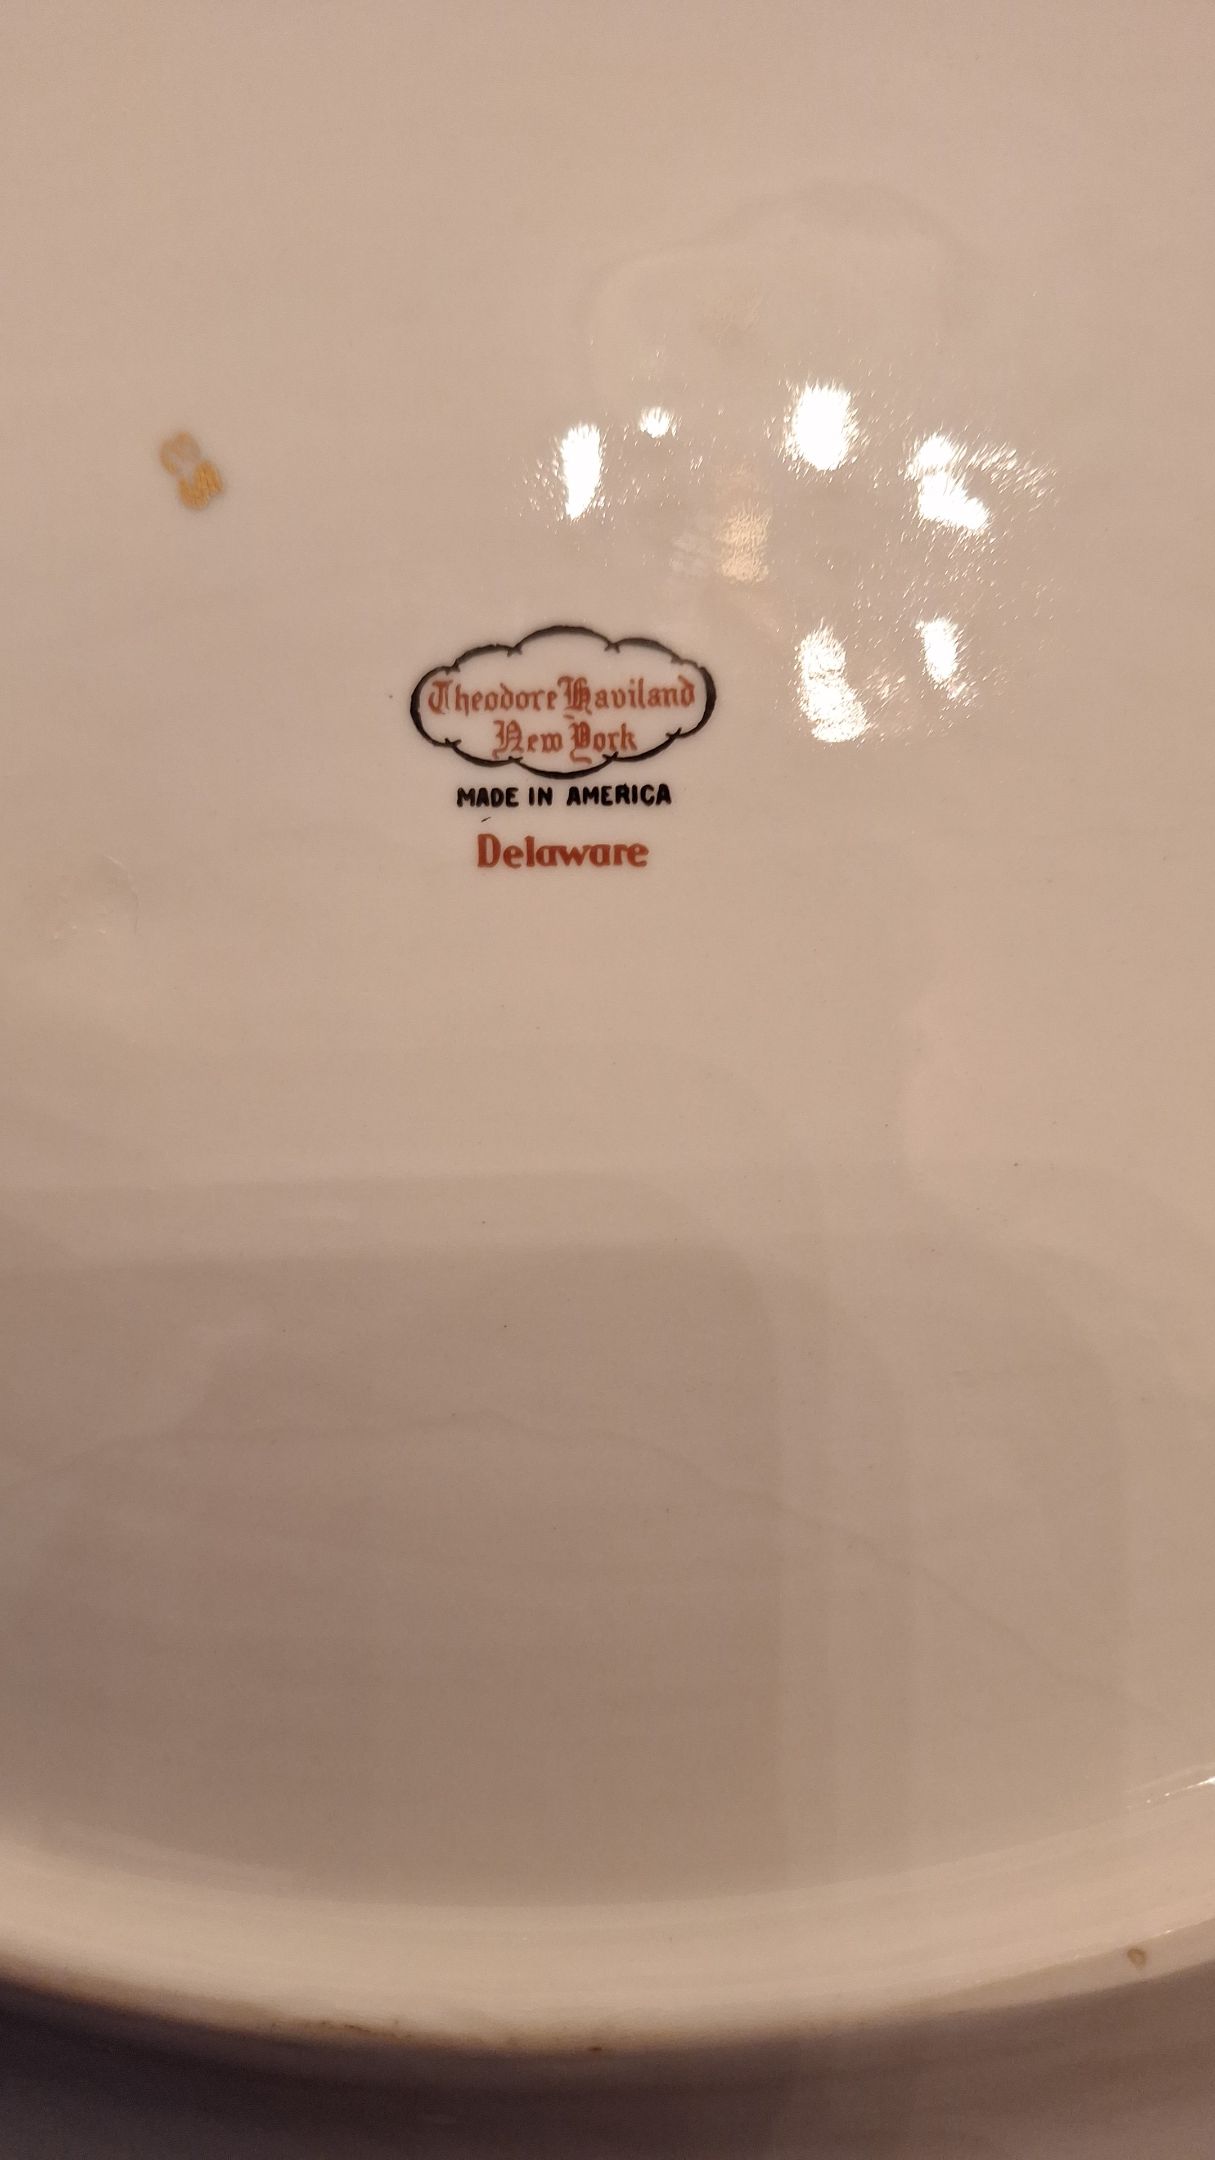 Theodore Haviland
New York
MADE IN AMERICA
Delaware